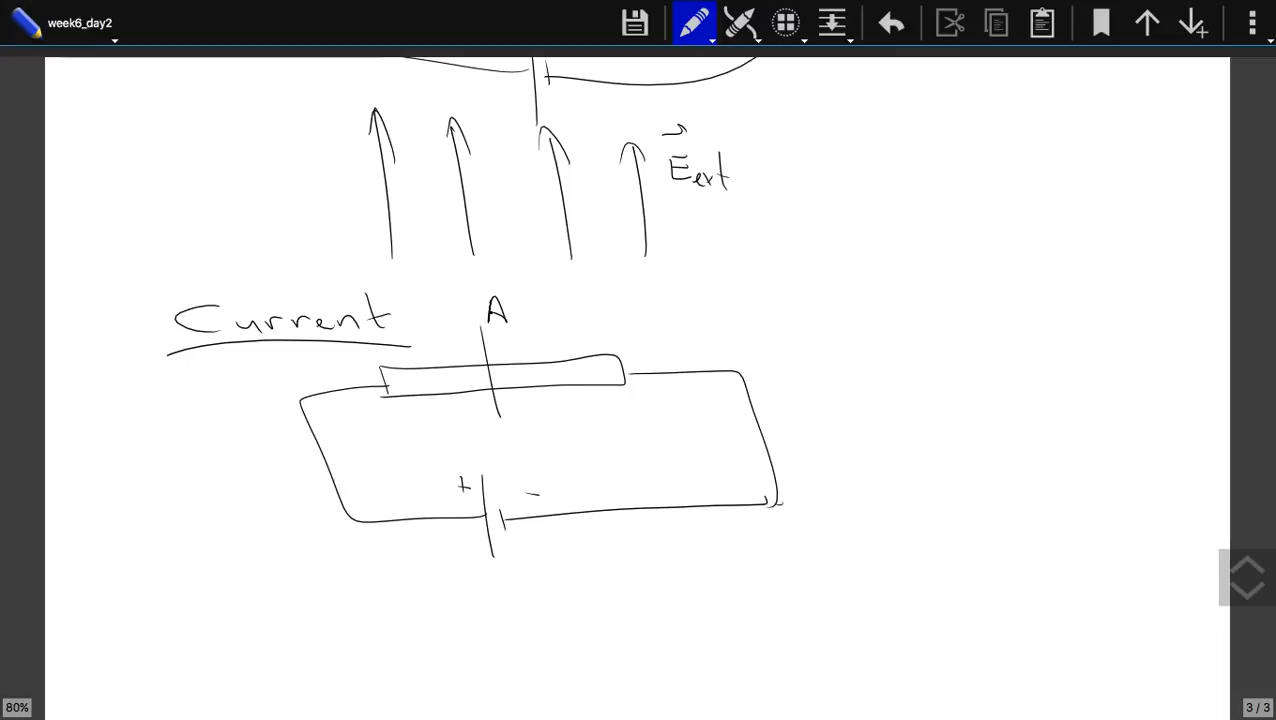 week6_day2
E⃗ext
Current
A
+ -
80%
3 / 3